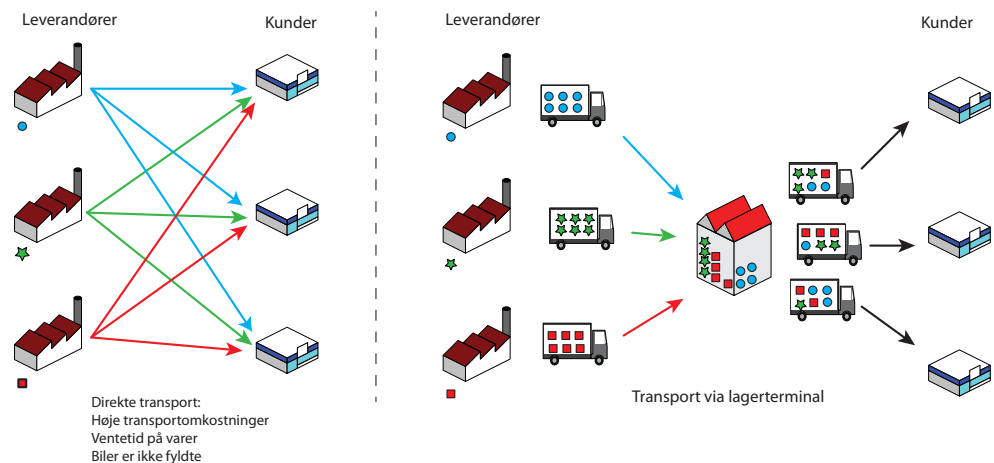 Leverandører
Kunder
Direkte transport:
Høje transportomkostninger
Ventetid på varer
Biler er ikke fyldte
Leverandører
Kunder
Transport via lagerterminal